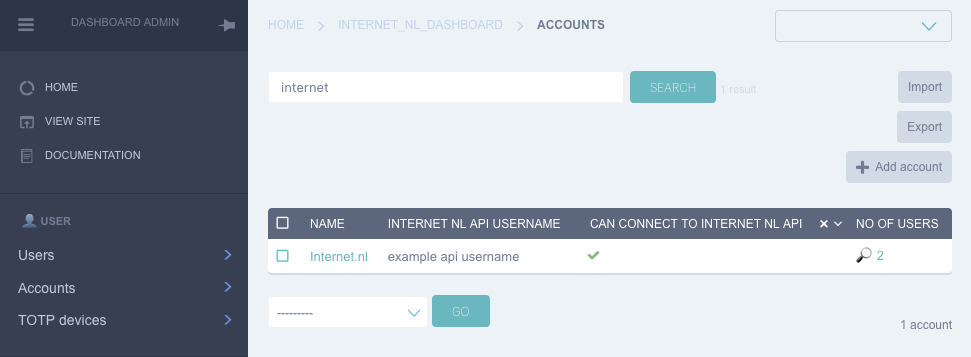 DASHBOARD ADMIN
HOME
VIEW SITE
DOCUMENTATION
USER
Users
Accounts
TOTP devices
HOME INTERNET_NL_DASHBOARD ACCOUNTS
internet SEARCH 1 result
Import
Export
Add account
NAME INTERNET NL API USERNAME CAN CONNECT TO INTERNET NL API NO OF USERS
Internet.nl example api username 2
--------- GO
1 account